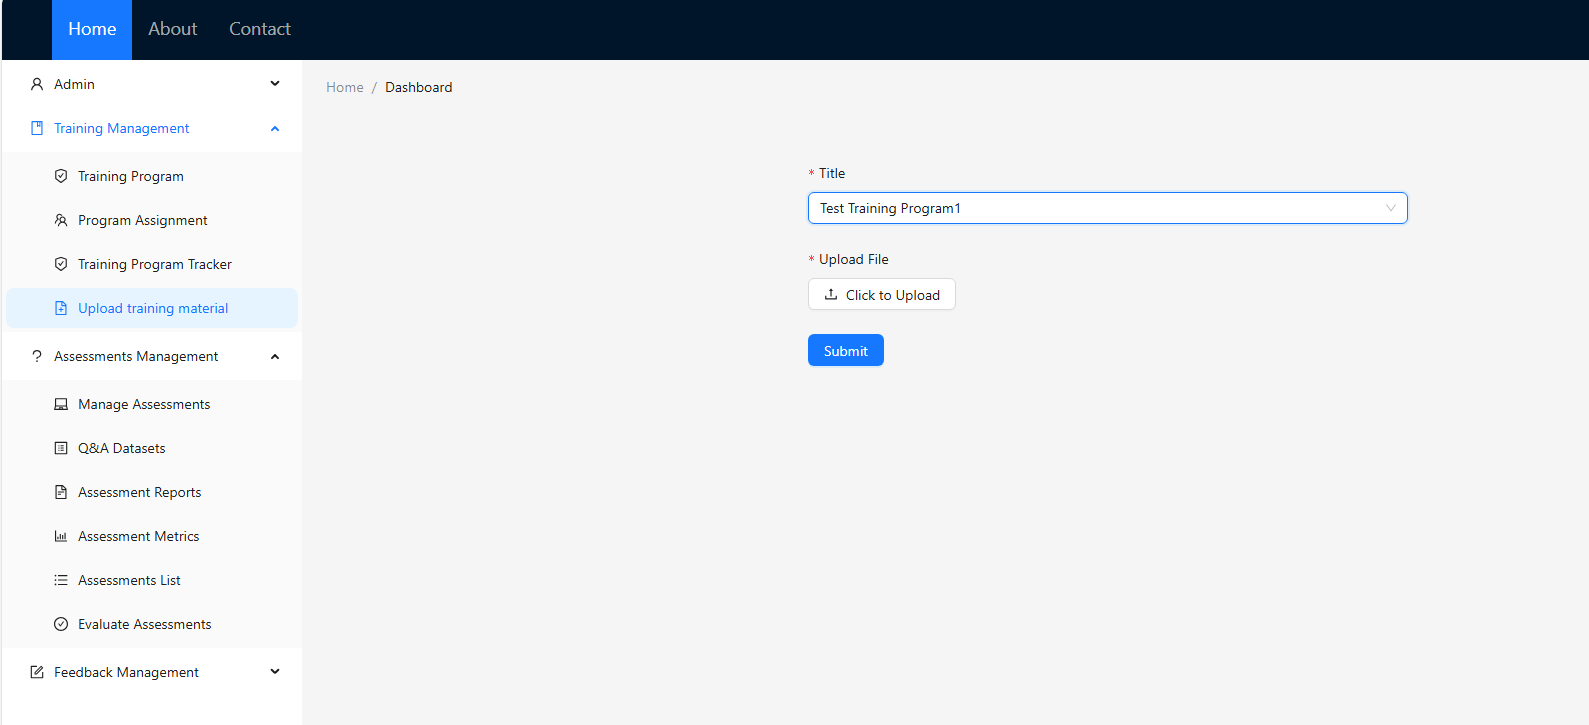 Home About Contact
Admin
Training Management
Training Program
Program Assignment
Training Program Tracker
Upload training material
Assessments Management
Manage Assessments
Q&A Datasets
Assessment Reports
Assessment Metrics
Assessments List
Evaluate Assessments
Feedback Management
Home / Dashboard
* Title
Test Training Program1
* Upload File
Click to Upload
Submit